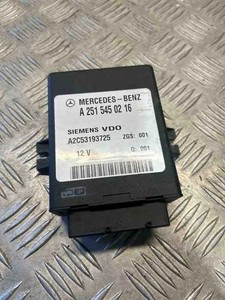 MERCEDES-BENZ
A 251 545 02 16
SIEMENS VDO
A2C53193725 ZGS: 001
12 V Q: 001